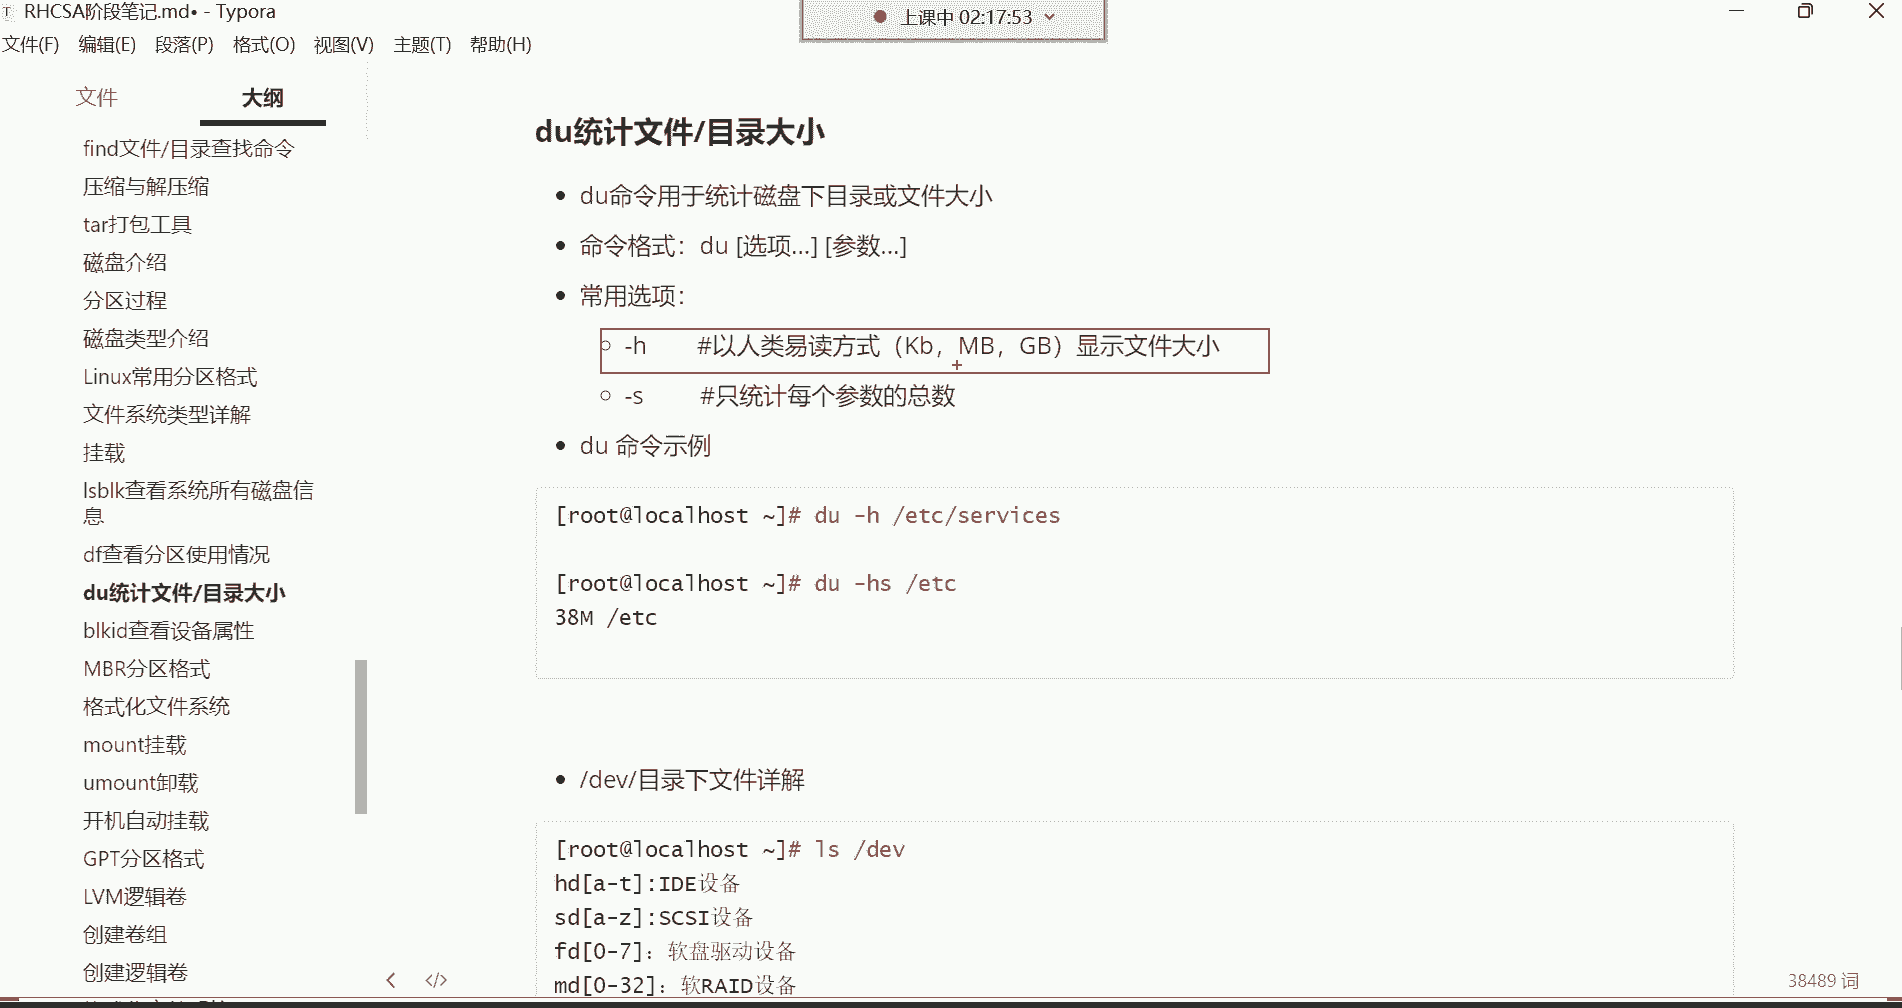 RHCSA阶段笔记.md• - Typora
上课中 02:17:53
文件(F) 编辑(E) 段落(P) 格式(O) 视图(V) 主题(T) 帮助(H)
文件 大纲
find文件/目录查找命令
压缩与解压缩
tar打包工具
磁盘介绍
分区过程
磁盘类型介绍
Linux常用分区格式
文件系统类型详解
挂载
lsblk查看系统所有磁盘信
息
df查看分区使用情况
du统计文件/目录大小
blkid查看设备属性
MBR分区格式
格式化文件系统
mount挂载
umount卸载
开机自动挂载
GPT分区格式
LVM逻辑卷
创建卷组
创建逻辑卷
du统计文件/目录大小
du命令用于统计磁盘下目录或文件大小
命令格式：du [选项...] [参数...]
常用选项：
-h #以人类易读方式（Kb，MB，GB）显示文件大小
-s #只统计每个参数的总数
du 命令示例
[root@localhost ~]# du -h /etc/services
[root@localhost ~]# du -hs /etc
38M /etc
/dev/目录下文件详解
[root@localhost ~]# ls /dev
hd[a-t]:IDE设备
sd[a-z]:SCSI设备
fd[0-7]：软盘驱动设备
md[0-32]：软RAID设备
38489 词